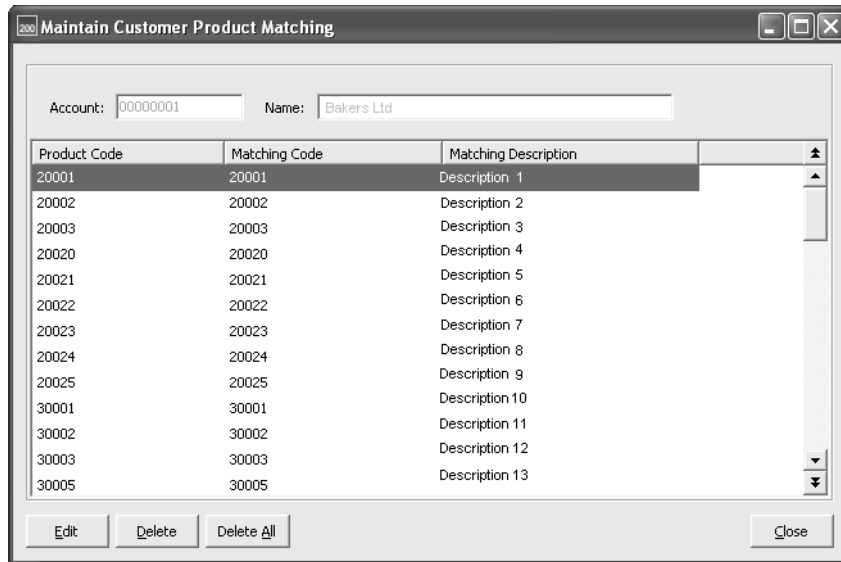 200 Maintain Customer Product Matching
Account: 00000001 Name: Bakers Ltd
Product Code Matching Code Matching Description
20001 20001 Description 1
20002 20002 Description 2
20003 20003 Description 3
20020 20020 Description 4
20021 20021 Description 5
20022 20022 Description 6
20023 20023 Description 7
20024 20024 Description 8
20025 20025 Description 9
30001 30001 Description 10
30002 30002 Description 11
30003 30003 Description 12
30005 30005 Description 13
Edit Delete Delete All Close